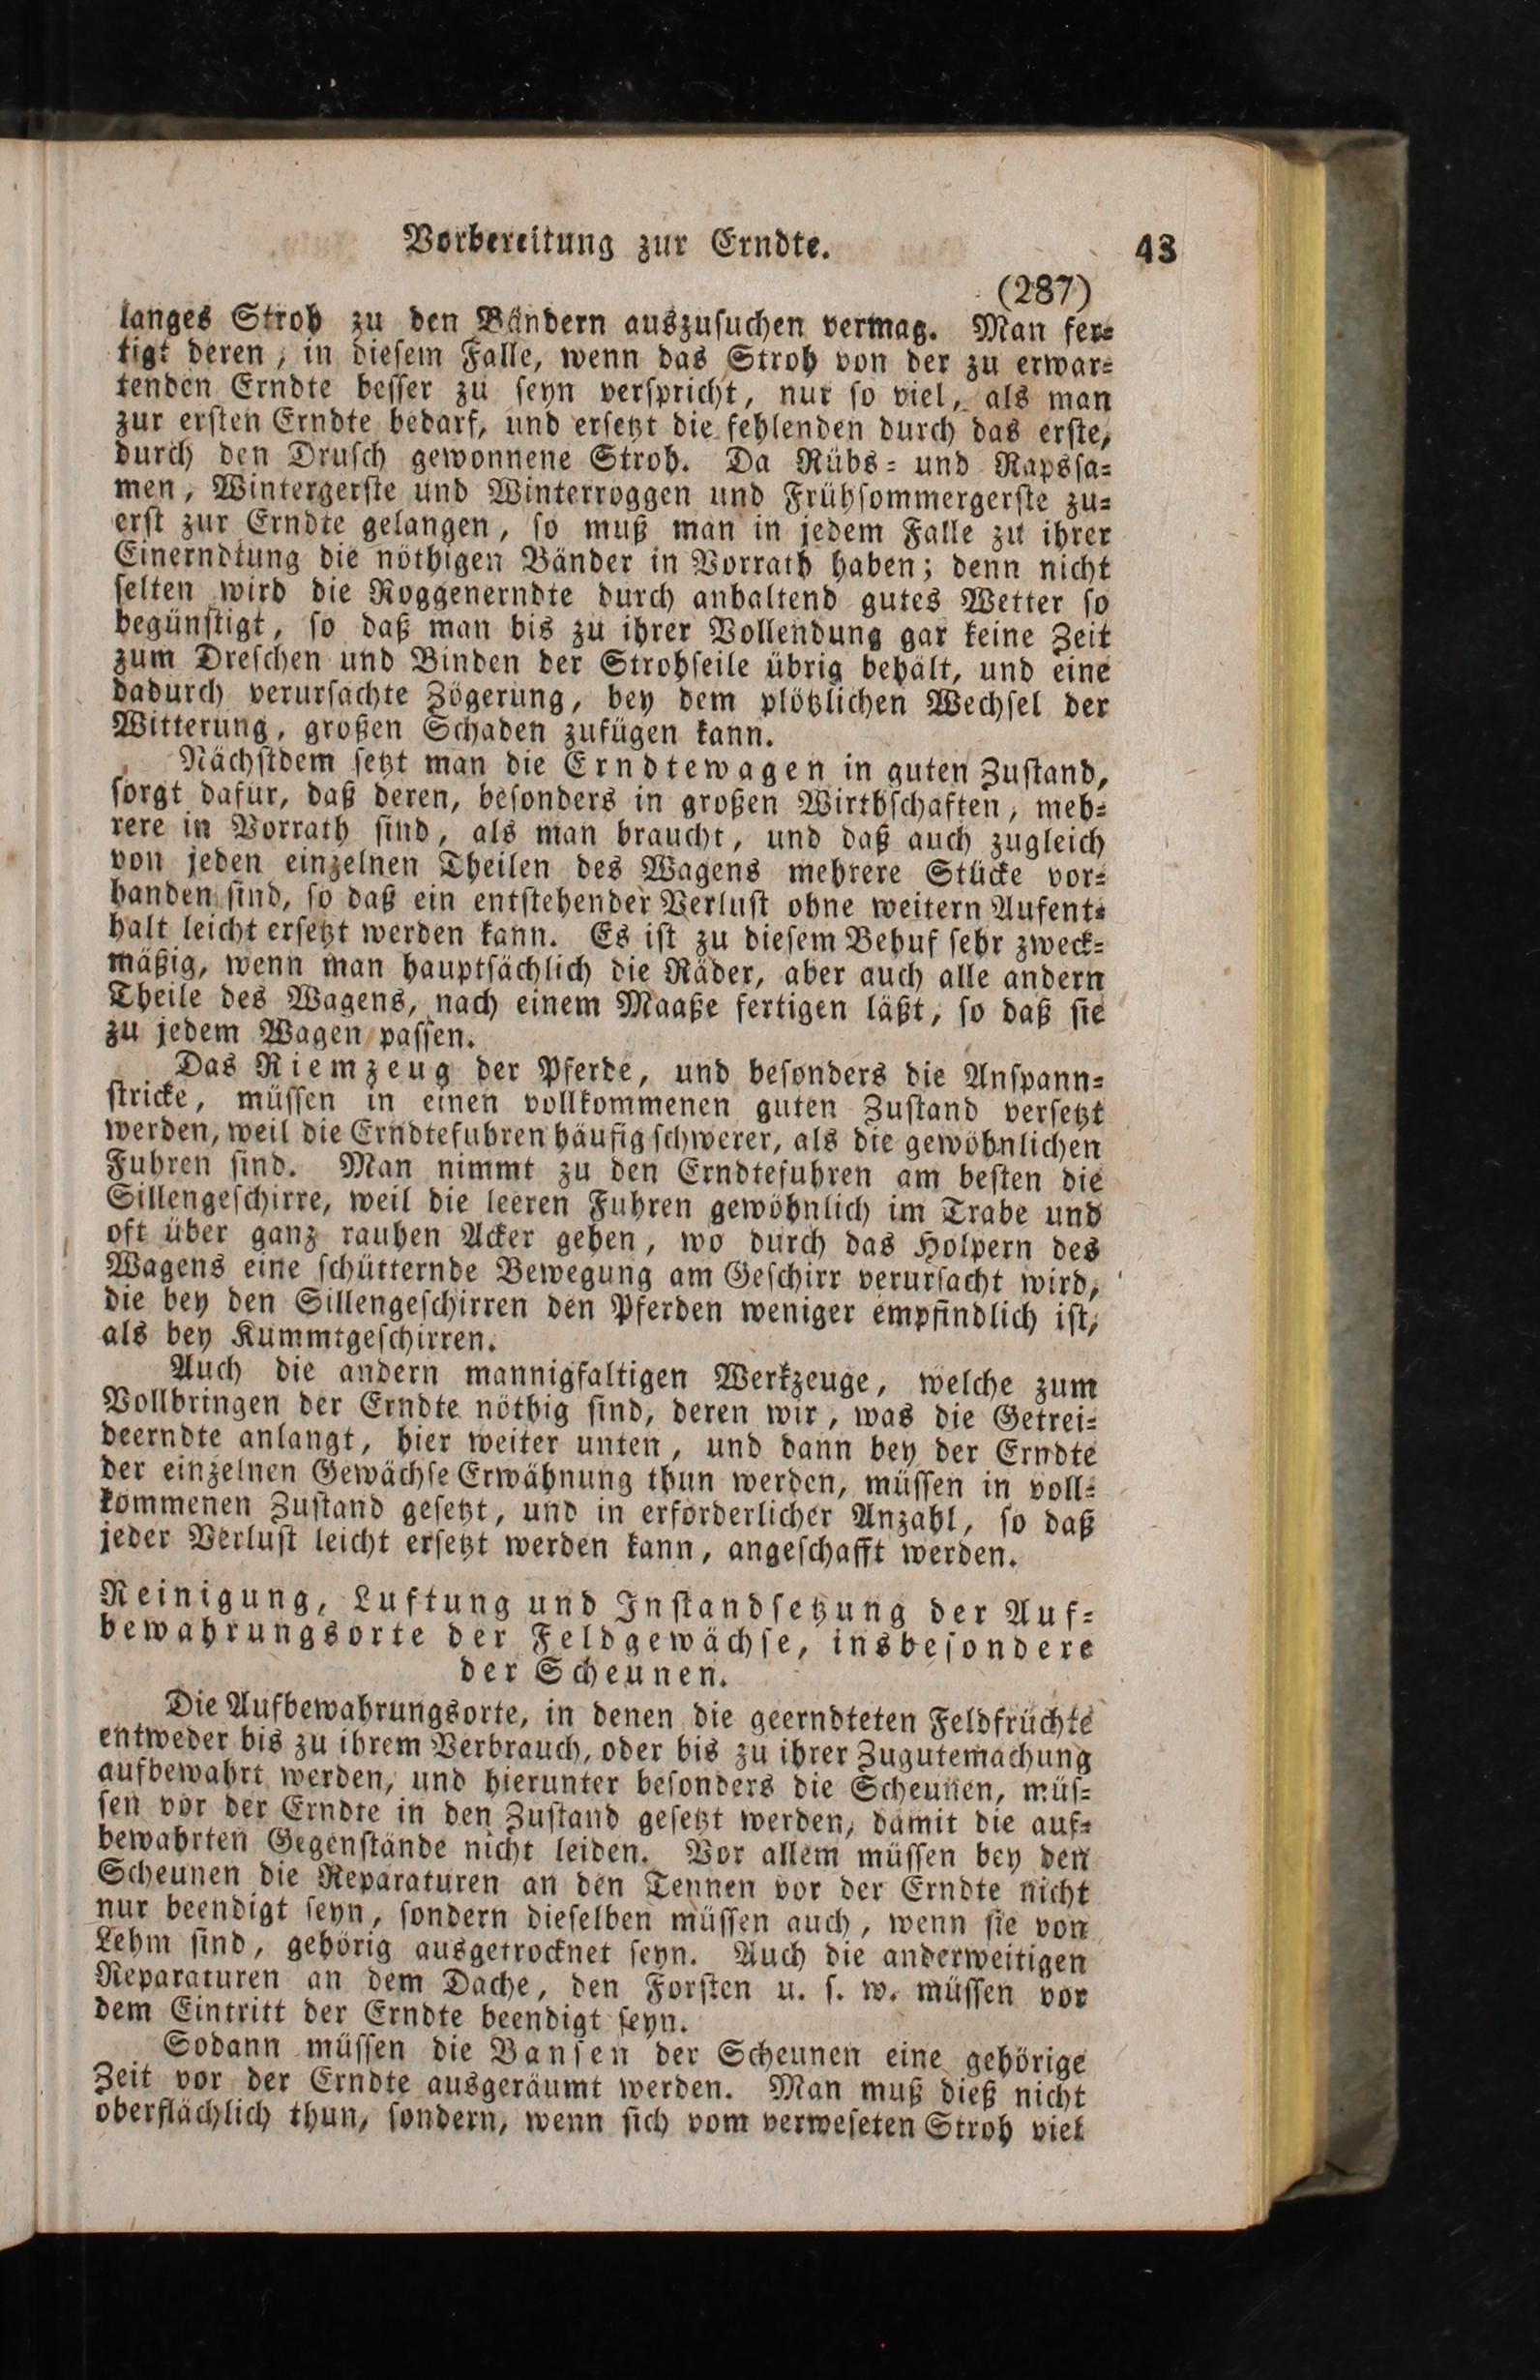 Vorbereitung zur Erndte. 43
(287)
langes Stroh zu den Bändern auszusuchen vermag. Man fer-
tigt deren, in diesem Falle, wenn das Stroh von der zu erwar-
tenden Erndte besser zu seyn verspricht, nur so viel, als man
zur ersten Erndte bedarf, und ersetzt die fehlenden durch das erste,
durch den Drusch gewonnene Stroh. Da Rübs- und Rapssa-
men, Wintergerste und Winterroggen und Frühsommergerste zu-
erst zur Erndte gelangen, so muß man in jedem Falle zu ihrer
Einerndtung die nöthigen Bänder in Vorrath haben; denn nicht
selten wird die Roggenerndte durch anhaltend gutes Wetter so
begünstigt, so daß man bis zu ihrer Vollendung gar keine Zeit
zum Dreschen und Binden der Strohseile übrig behält, und eine
dadurch verursachte Zögerung, bey dem plötzlichen Wechsel der
Witterung, großen Schaden zufügen kann.
Nächstdem setzt man die Erndtewagen in guten Zustand,
sorgt dafür, daß deren, besonders in großen Wirthschaften, meh-
rere in Vorrath sind, als man braucht, und daß auch zugleich
von jeden einzelnen Theilen des Wagens mehrere Stücke vor-
handen sind, so daß ein entstehender Verlust ohne weitern Aufent-
halt leicht ersetzt werden kann. Es ist zu diesem Behuf sehr zweck-
mäßig, wenn man hauptsächlich die Räder, aber auch alle andern
Theile des Wagens, nach einem Maaße fertigen läßt, so daß sie
zu jedem Wagen passen.
Das Riemzeug der Pferde, und besonders die Anspann-
stricke, müssen in einen vollkommenen guten Zustand versetzt
werden, weil die Erndtefuhren häufig schwerer, als die gewöhnlichen
Fuhren sind. Man nimmt zu den Erndtefuhren am besten die
Sillengeschirre, weil die leeren Fuhren gewöhnlich im Trabe und
oft über ganz rauhen Acker gehen, wo durch das Holpern des
Wagens eine schütternde Bewegung am Geschirr verursacht wird,
die bey den Sillengeschirren den Pferden weniger empfindlich ist,
als bey Kummtgeschirren.
Auch die andern mannigfaltigen Werkzeuge, welche zum
Vollbringen der Erndte nöthig sind, deren wir, was die Getrei-
deerndte anlangt, hier weiter unten, und dann bey der Erndte
der einzelnen Gewächse Erwähnung thun werden, müssen in voll-
kommenen Zustand gesetzt, und in erforderlicher Anzahl, so daß
jeder Verlust leicht ersetzt werden kann, angeschafft werden.
Reinigung, Luftung und Instandsetzung der Auf-
bewahrungsorte der Feldgewächse, insbesondere
der Scheunen.
Die Aufbewahrungsorte, in denen die geerndteten Feldfrüchte
entweder bis zu ihrem Verbrauch, oder bis zu ihrer Zugutemachung
aufbewahrt werden, und hierunter besonders die Scheunen, müs-
sen vor der Erndte in den Zustand gesetzt werden, damit die auf-
bewahrten Gegenstände nicht leiden. Vor allem müssen bey den
Scheunen die Reparaturen an den Tennen vor der Erndte nicht
nur beendigt seyn, sondern dieselben müssen auch, wenn sie von
Lehm sind, gehörig ausgetrocknet seyn. Auch die anderweitigen
Reparaturen an dem Dache, den Forsten u. s. w. müssen vor
dem Eintritt der Erndte beendigt seyn.
Sodann müssen die Bansen der Scheunen eine gehörige
Zeit vor der Erndte ausgeräumt werden. Man muß dieß nicht
oberflächlich thun, sondern, wenn sich vom verweseten Stroh viel